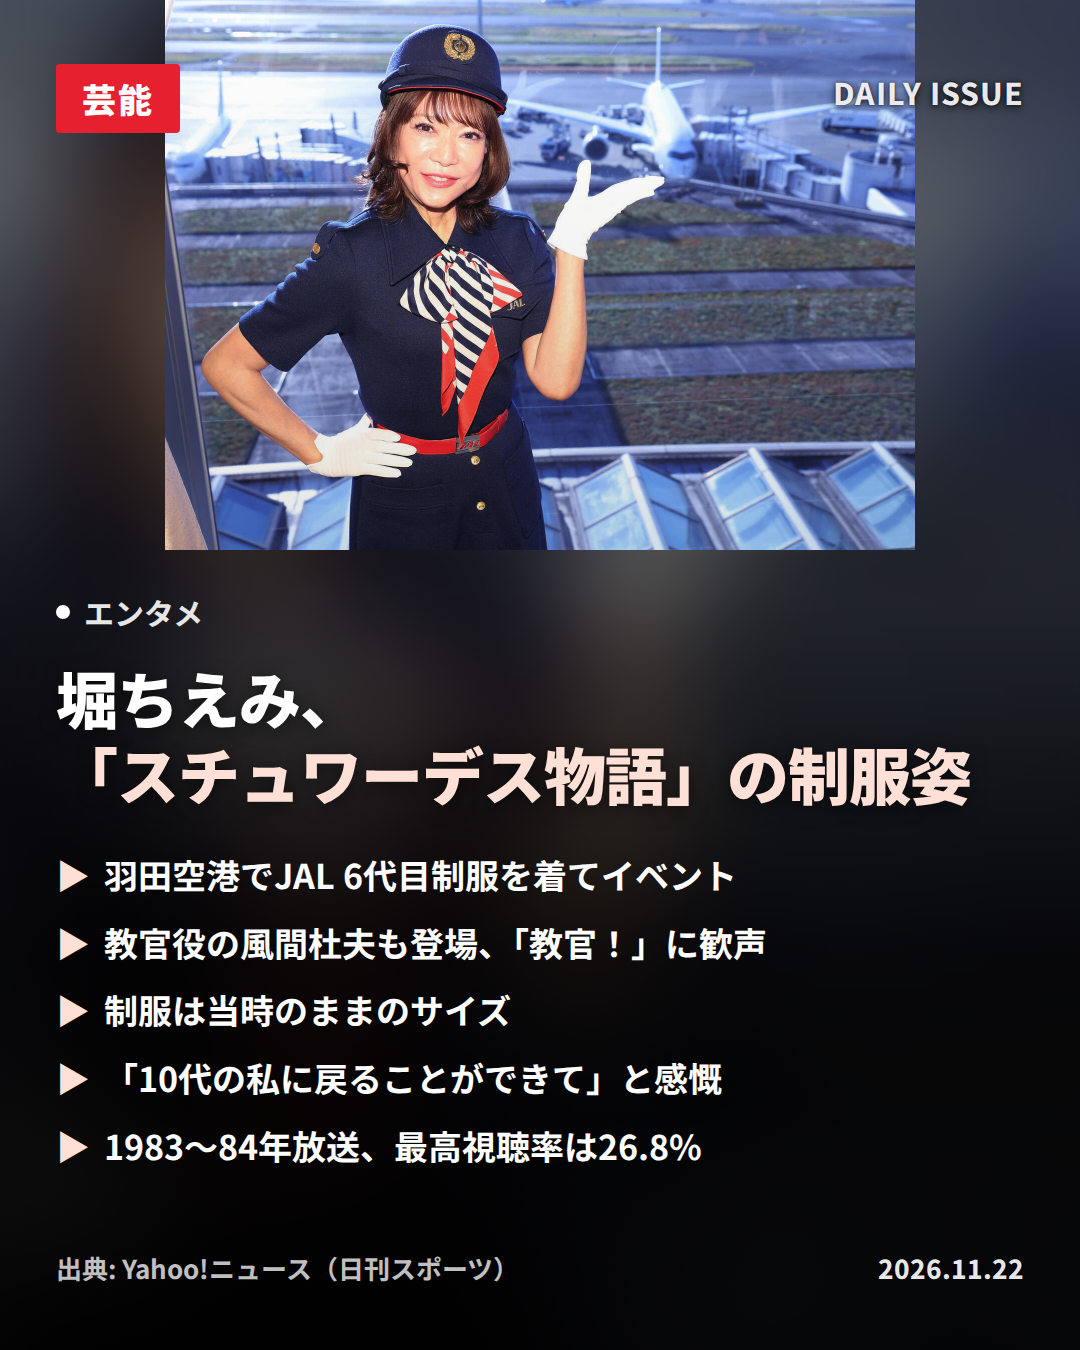 芸能
DAILY ISSUE
JAL
エンタメ
堀ちえみ、
「スチュワーデス物語」の制服姿
▶ 羽田空港でJAL 6代目制服を着てイベント
▶ 教官役の風間杜夫も登場、「教官！」に歓声
▶ 制服は当時のままのサイズ
▶ 「10代の私に戻ることができて」と感慨
▶ 1983〜84年放送、最高視聴率は26.8%
出典: Yahoo!ニュース（日刊スポーツ）
2026.11.22